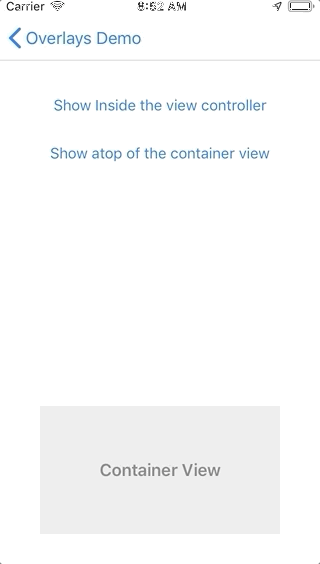 Carrier 8:52 AM
Overlays Demo
Show Inside the view controller
Show atop of the container view
Container View